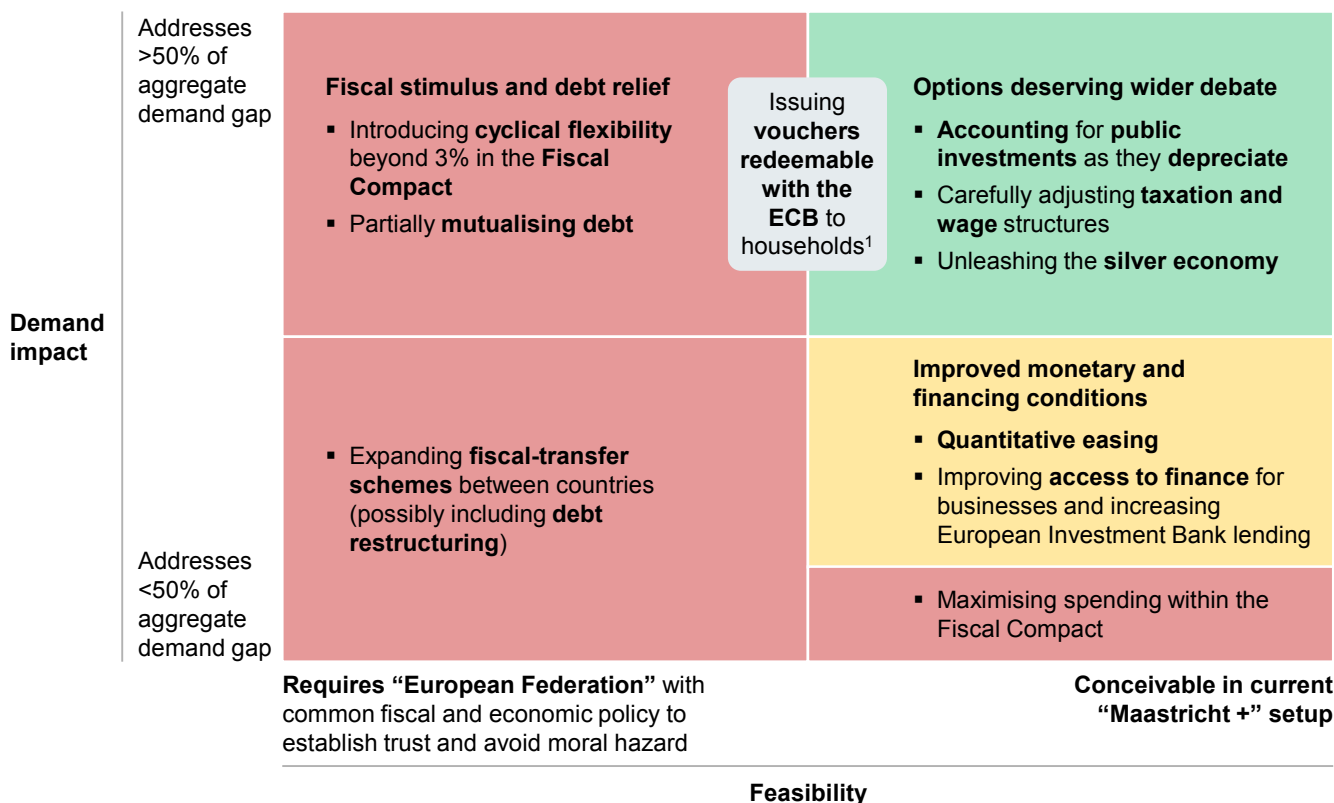 Addresses
>50% of
aggregate
demand gap
Fiscal stimulus and debt relief
▪ Introducing cyclical flexibility
beyond 3% in the Fiscal
Compact
▪ Partially mutualising debt
Issuing
vouchers
redeemable
with the
ECB to
households¹
Options deserving wider debate
▪ Accounting for public
investments as they depreciate
▪ Carefully adjusting taxation and
wage structures
▪ Unleashing the silver economy
Demand
impact
▪ Expanding fiscal-transfer
schemes between countries
(possibly including debt
restructuring)
Improved monetary and
financing conditions
▪ Quantitative easing
▪ Improving access to finance for
businesses and increasing
European Investment Bank lending
Addresses
<50% of
aggregate
demand gap
▪ Maximising spending within the
Fiscal Compact
Requires “European Federation” with
common fiscal and economic policy to
establish trust and avoid moral hazard
Conceivable in current
“Maastricht +” setup
Feasibility